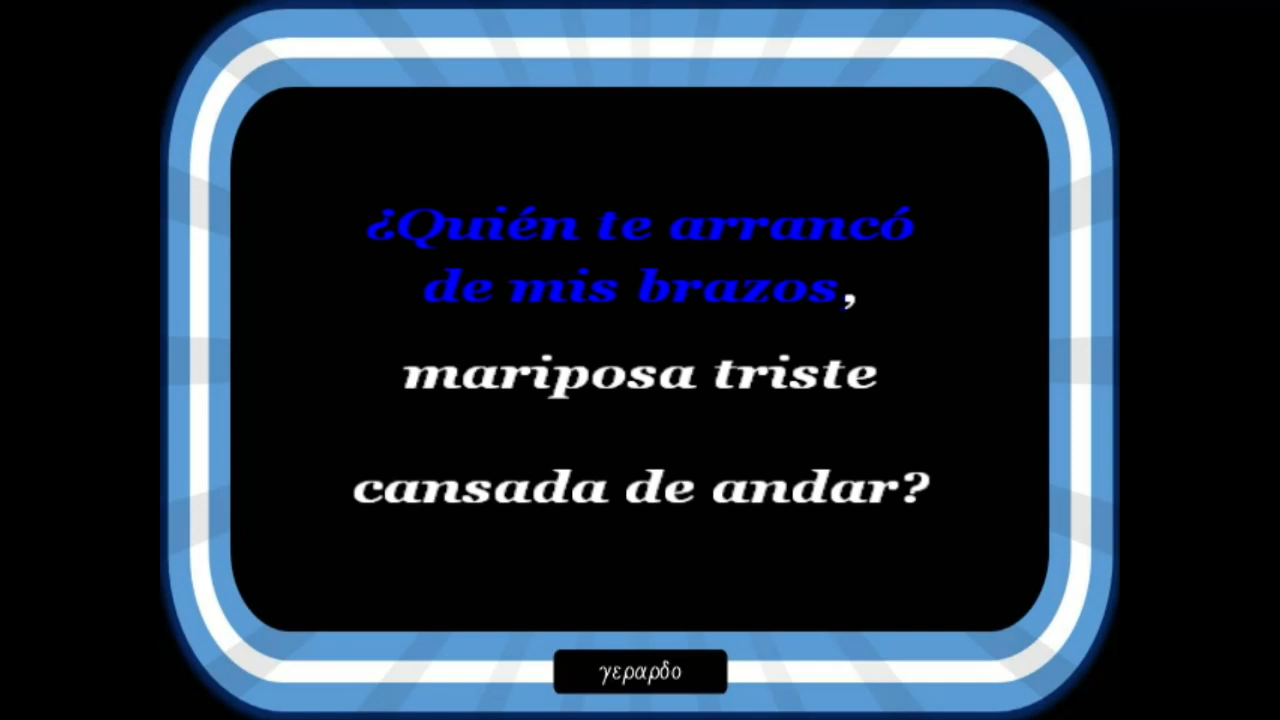 ¿Quién te arrancó
de mis brazos,
mariposa triste
cansada de andar?
γεραρδο